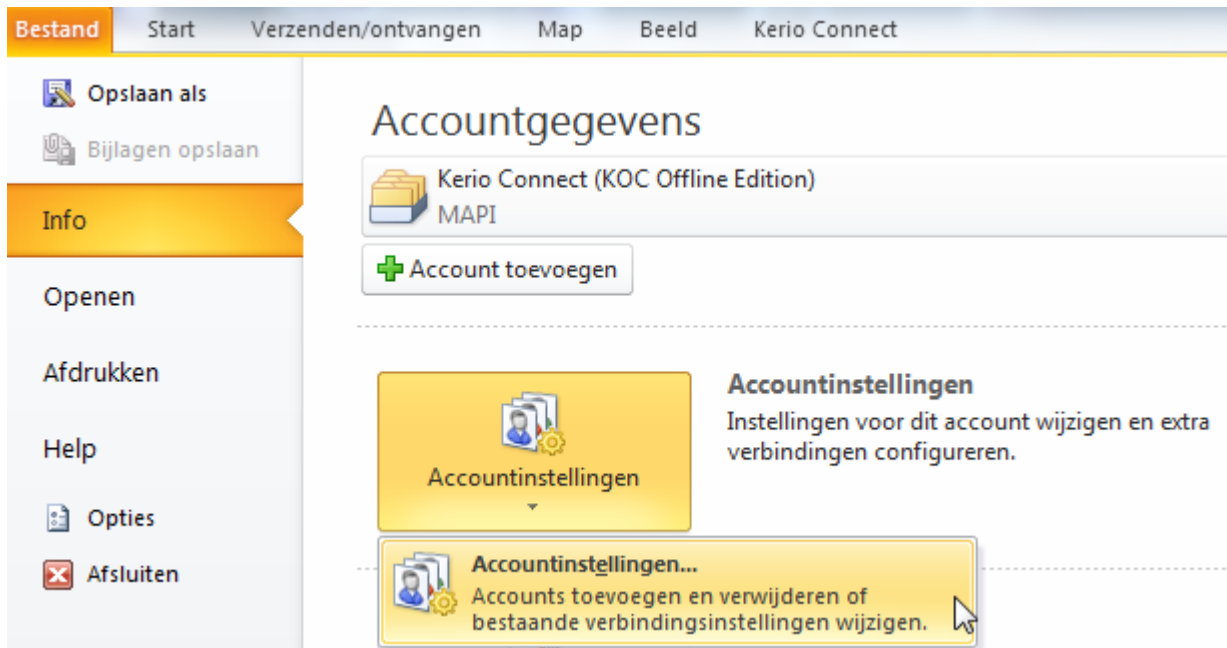 Bestand Start Verzenden/ontvangen Map Beeld Kerio Connect
Opslaan als
Bijlagen opslaan
Info
Openen
Afdrukken
Help
Opties
Afsluiten
Accountgegevens
Kerio Connect (KOC Offline Edition)
MAPI
Account toevoegen
Accountinstellingen
Accountinstellingen
Instellingen voor dit account wijzigen en extra
verbindingen configureren.
Accountinstellingen...
Accounts toevoegen en verwijderen of
bestaande verbindingsinstellingen wijzigen.